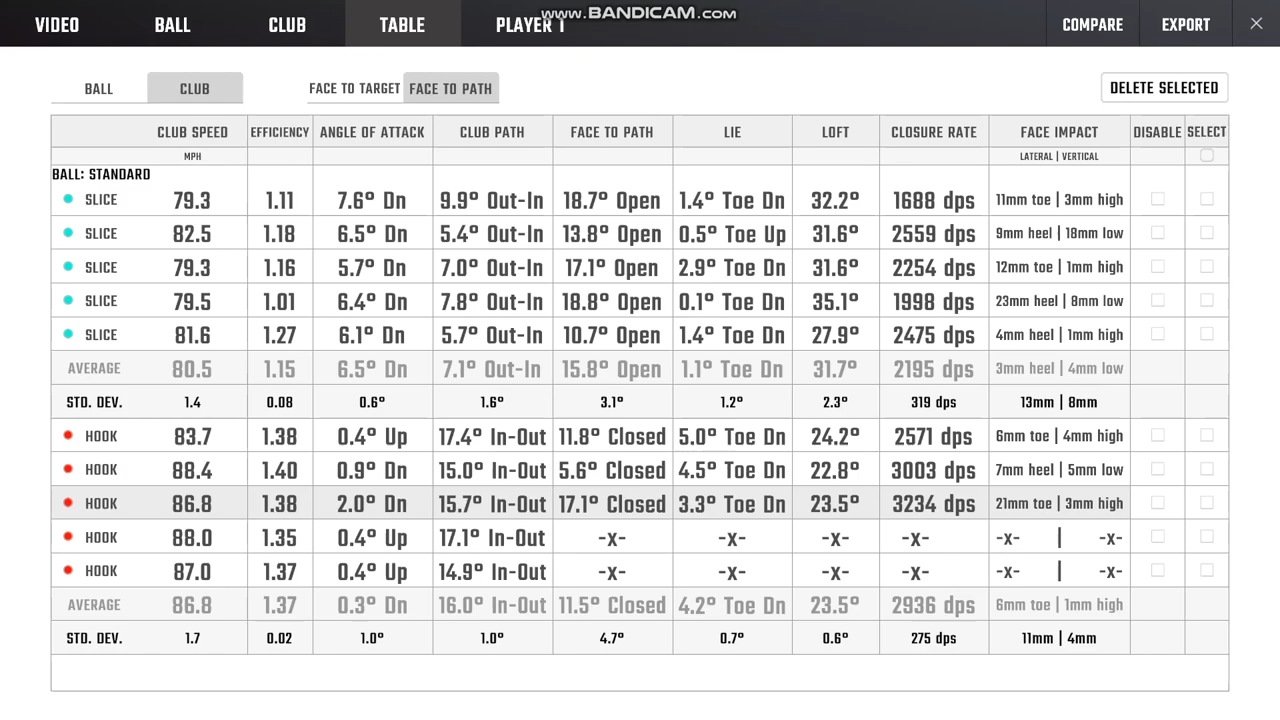 www.BANDICAM.com
VIDEO BALL CLUB TABLE PLAYER 1 COMPARE EXPORT ×
BALL CLUB FACE TO TARGET FACE TO PATH DELETE SELECTED
CLUB SPEED EFFICIENCY ANGLE OF ATTACK CLUB PATH FACE TO PATH LIE LOFT CLOSURE RATE FACE IMPACT DISABLE SELECT
MPH LATERAL | VERTICAL
BALL: STANDARD
SLICE 79.3 1.11 7.6° Dn 9.9° Out-In 18.7° Open 1.4° Toe Dn 32.2° 1688 dps 11mm toe | 3mm high
SLICE 82.5 1.18 6.5° Dn 5.4° Out-In 13.8° Open 0.5° Toe Up 31.6° 2559 dps 9mm heel | 18mm low
SLICE 79.3 1.16 5.7° Dn 7.0° Out-In 17.1° Open 2.9° Toe Dn 31.6° 2254 dps 12mm toe | 1mm high
SLICE 79.5 1.01 6.4° Dn 7.8° Out-In 18.8° Open 0.1° Toe Dn 35.1° 1998 dps 23mm heel | 8mm low
SLICE 81.6 1.27 6.1° Dn 5.7° Out-In 10.7° Open 1.4° Toe Dn 27.9° 2475 dps 4mm heel | 1mm high
AVERAGE 80.5 1.15 6.5° Dn 7.1° Out-In 15.8° Open 1.1° Toe Dn 31.7° 2195 dps 3mm heel | 4mm low
STD. DEV. 1.4 0.08 0.6° 1.6° 3.1° 1.2° 2.3° 319 dps 13mm | 8mm
HOOK 83.7 1.38 0.4° Up 17.4° In-Out 11.8° Closed 5.0° Toe Dn 24.2° 2571 dps 6mm toe | 4mm high
HOOK 88.4 1.40 0.9° Dn 15.0° In-Out 5.6° Closed 4.5° Toe Dn 22.8° 3003 dps 7mm heel | 5mm low
HOOK 86.8 1.38 2.0° Dn 15.7° In-Out 17.1° Closed 3.3° Toe Dn 23.5° 3234 dps 21mm toe | 3mm high
HOOK 88.0 1.35 0.4° Up 17.1° In-Out -x- -x- -x- -x- -x- | -x-
HOOK 87.0 1.37 0.4° Up 14.9° In-Out -x- -x- -x- -x- -x- | -x-
AVERAGE 86.8 1.37 0.3° Dn 16.0° In-Out 11.5° Closed 4.2° Toe Dn 23.5° 2936 dps 6mm toe | 1mm high
STD. DEV. 1.7 0.02 1.0° 1.0° 4.7° 0.7° 0.6° 275 dps 11mm | 4mm